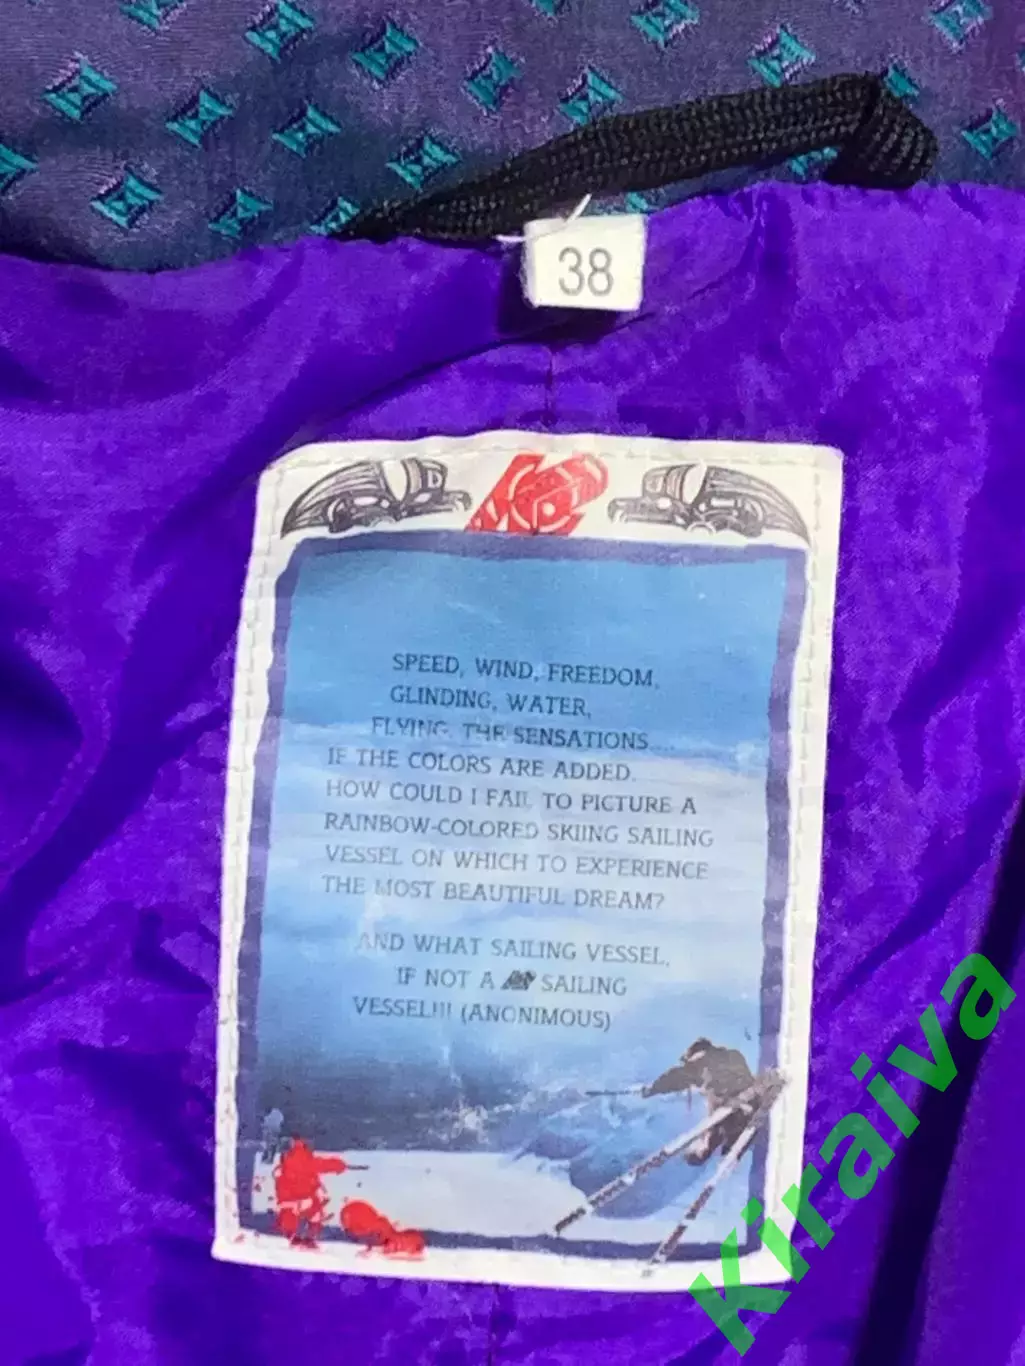 38
SPEED, WIND, FREEDOM,
GLINDING, WATER,
FLYING, THE SENSATIONS....
IF THE COLORS ARE ADDED.
HOW COULD I FAIL TO PICTURE A
RAINBOW-COLORED SKIING SAILING
VESSEL ON WHICH TO EXPERIENCE
THE MOST BEAUTIFUL DREAM?
AND WHAT SAILING VESSEL,
IF NOT A SAILING
VESSEL!!! (ANONIMOUS)
Kiraiva